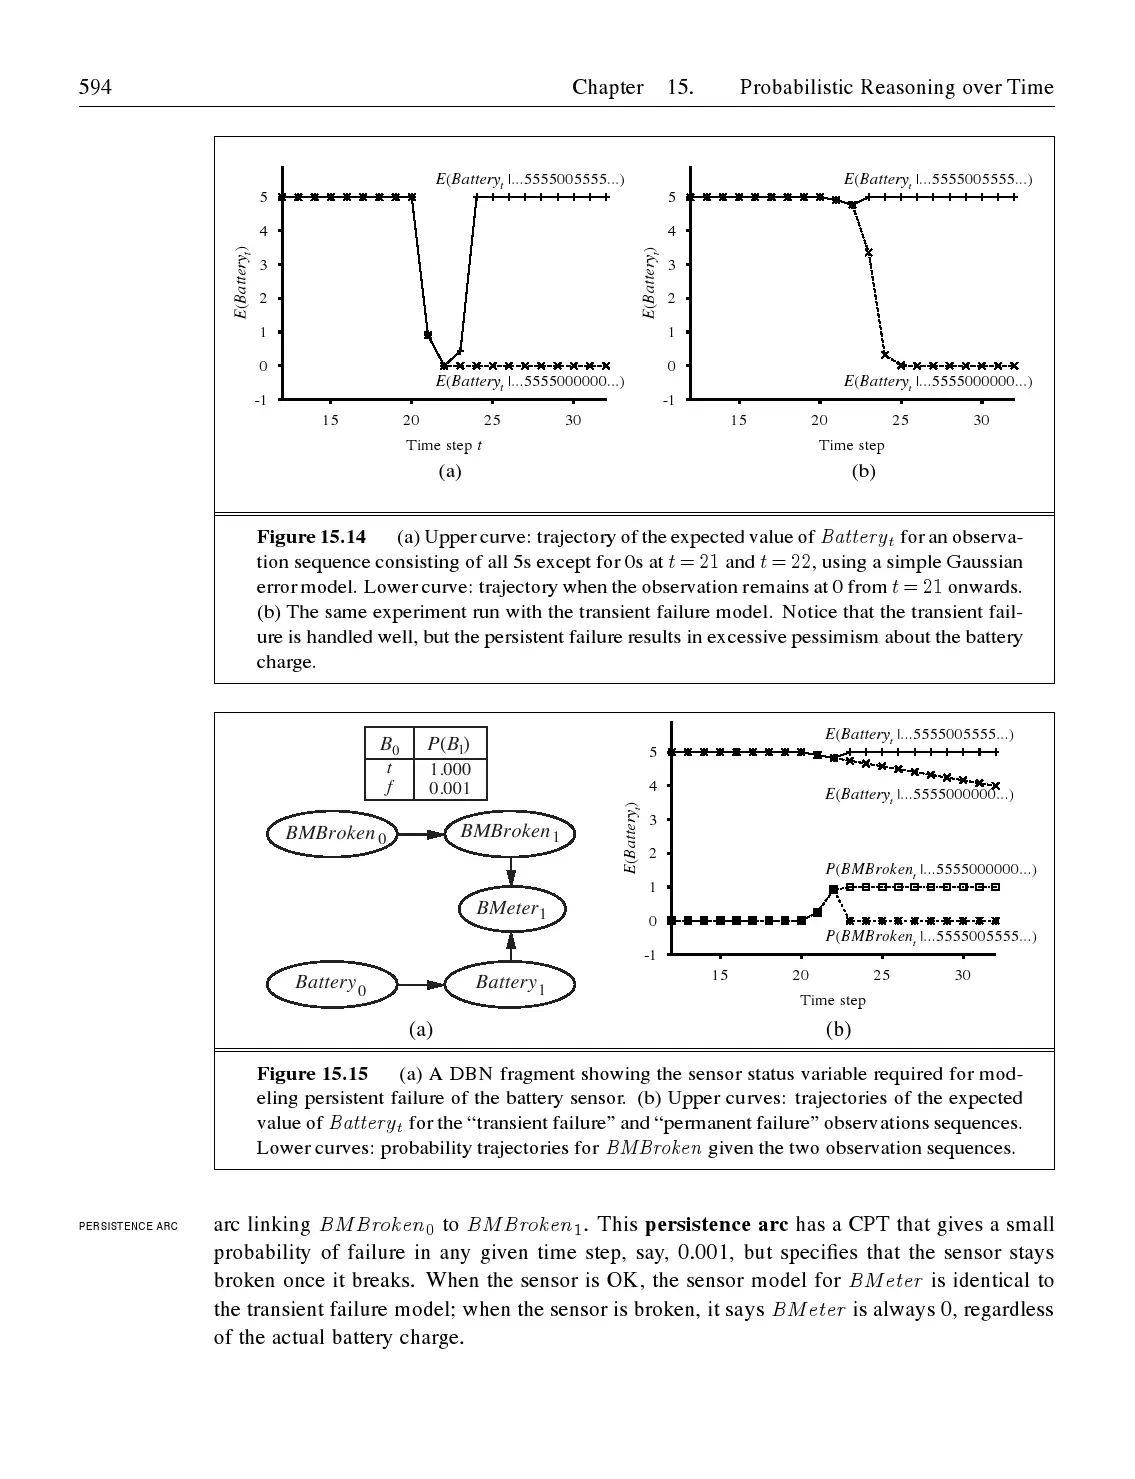 594 Chapter 15. Probabilistic Reasoning over Time
E(Battery_t |...5555005555...)
5
4
3
2
1
0
-1
E(Battery_t)
E(Battery_t |...5555000000...)
15 20 25 30
Time step t
(a)
E(Battery_t |...5555005555...)
5
4
3
2
1
0
-1
E(Battery_t)
E(Battery_t |...5555000000...)
15 20 25 30
Time step
(b)
Figure 15.14 (a) Upper curve: trajectory of the expected value of Battery_t for an observa-
tion sequence consisting of all 5s except for 0s at t = 21 and t = 22, using a simple Gaussian
error model. Lower curve: trajectory when the observation remains at 0 from t = 21 onwards.
(b) The same experiment run with the transient failure model. Notice that the transient fail-
ure is handled well, but the persistent failure results in excessive pessimism about the battery
charge.
B_0 P(B_1)
t 1.000
f 0.001
BMBroken_0 BMBroken_1
BMeter_1
Battery_0 Battery_1
(a)
E(Battery_t |...5555005555...)
5
4
3
2
1
0
-1
E(Battery_t)
E(Battery_t |...5555000000...)
P(BMBroken_t |...5555000000...)
P(BMBroken_t |...5555005555...)
15 20 25 30
Time step
(b)
Figure 15.15 (a) A DBN fragment showing the sensor status variable required for mod-
eling persistent failure of the battery sensor. (b) Upper curves: trajectories of the expected
value of Battery_t for the “transient failure” and “permanent failure” observations sequences.
Lower curves: probability trajectories for BMBroken given the two observation sequences.
PERSISTENCE ARC
arc linking BMBroken_0 to BMBroken_1. This persistence arc has a CPT that gives a small
probability of failure in any given time step, say, 0.001, but specifies that the sensor stays
broken once it breaks. When the sensor is OK, the sensor model for BMeter is identical to
the transient failure model; when the sensor is broken, it says BMeter is always 0, regardless
of the actual battery charge.